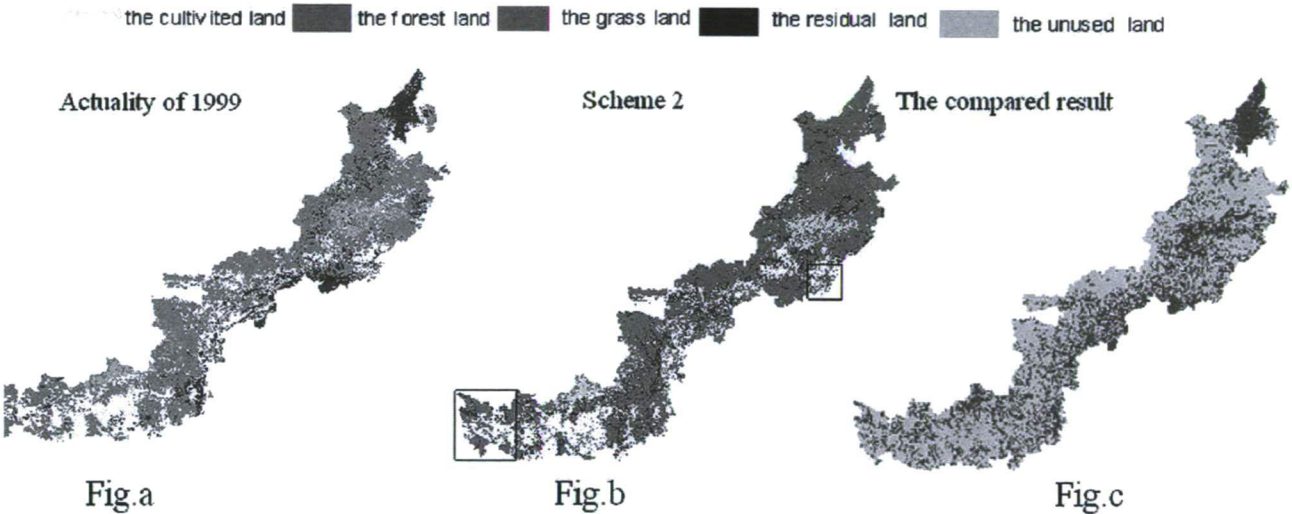 the cultivited land the forest land the grass land the residual land the unused land
Actuality of 1999 Scheme 2 The compared result
Fig.a Fig.b Fig.c